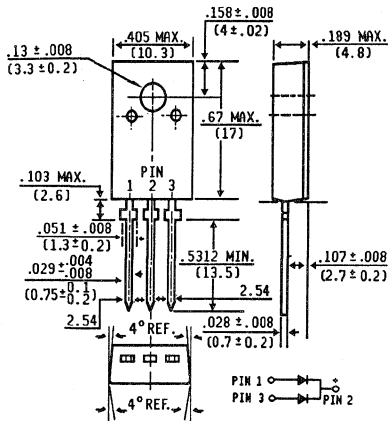 .158±.008
(4±.02)
.405 MAX.
(10.3)
.189 MAX.
(4.8)
.13±.008
(3.3±0.2)
.67 MAX.
(17)
PIN
1 2 3
.103 MAX.
(2.6)
.051±.008
(1.3±0.2)
.5312 MIN.
(13.5)
.107±.008
(2.7±0.2)
.029±.004
.008
(0.75±0.1
0.2)
2.54
2.54
.028±.008
(0.7±0.2)
4° REF.
4° REF.
PIN 1
+
PIN 2
PIN 3